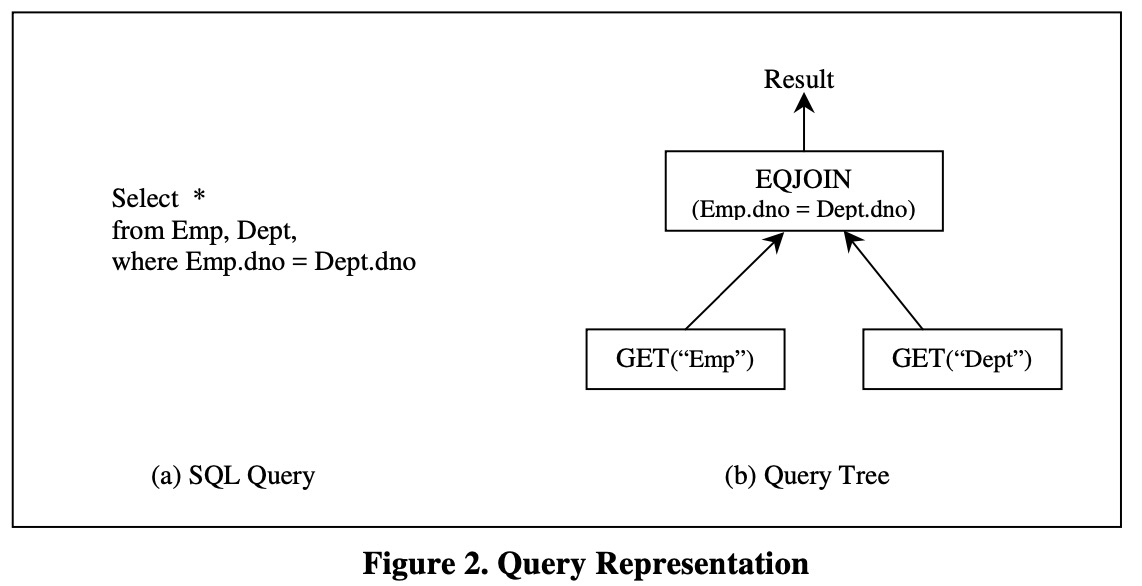 Select *
from Emp, Dept,
where Emp.dno = Dept.dno
(a) SQL Query
Result
EQJOIN
(Emp.dno = Dept.dno)
GET(“Emp”)
GET(“Dept”)
(b) Query Tree
Figure 2. Query Representation